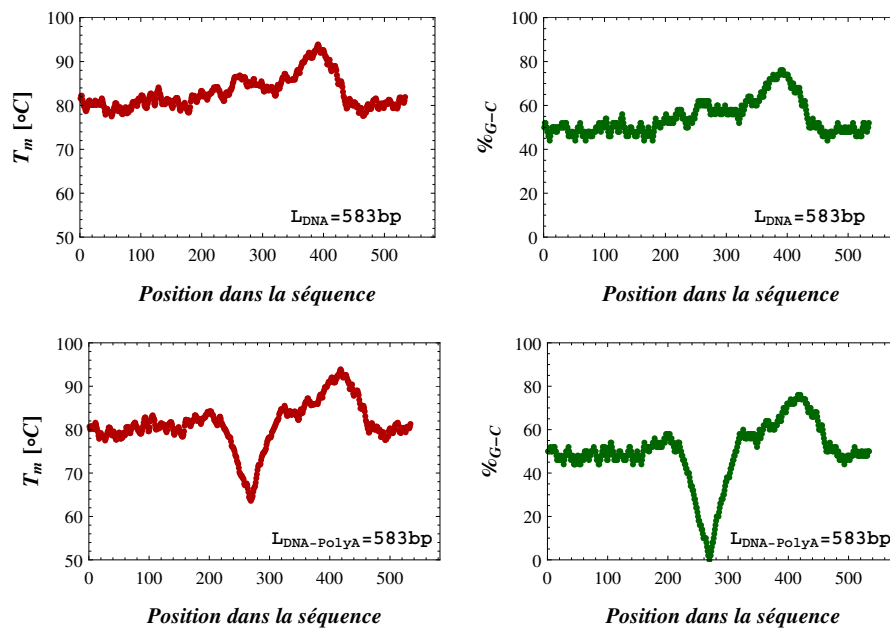 100
90
80
70
60
50
T_m [∘C]
0 100 200 300 400 500
L_DNA=583bp
Position dans la séquence
100
80
60
40
20
0
%G−C
0 100 200 300 400 500
L_DNA=583bp
Position dans la séquence
100
90
80
70
60
50
T_m [∘C]
0 100 200 300 400 500
L_DNA-PolyA=583bp
Position dans la séquence
100
80
60
40
20
0
%G−C
0 100 200 300 400 500
L_DNA-PolyA=583bp
Position dans la séquence